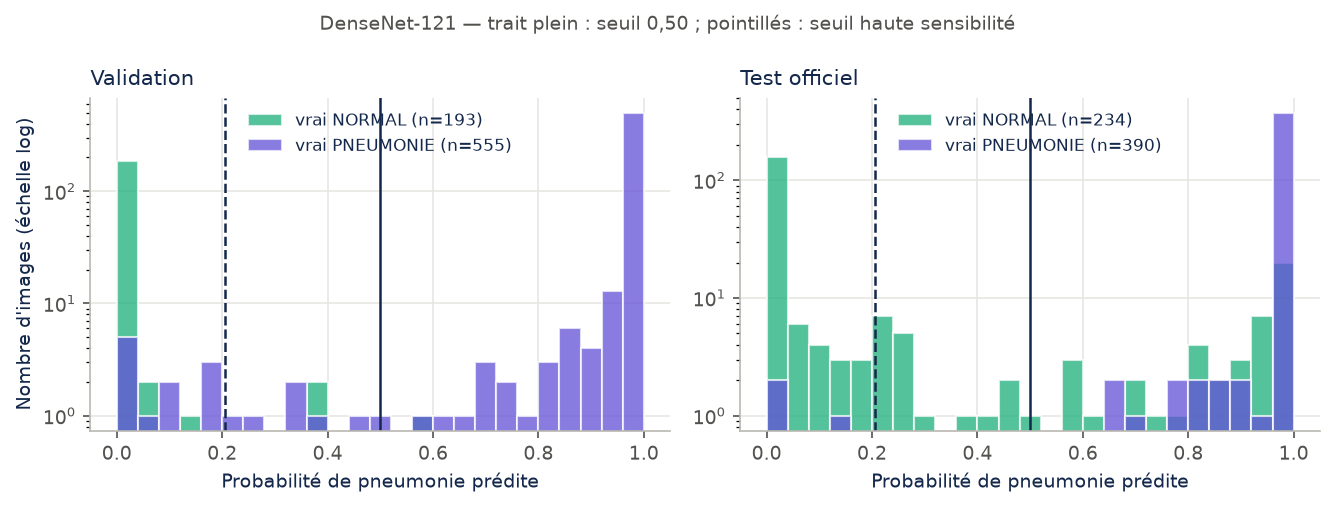 DenseNet-121 — trait plein : seuil 0,50 ; pointillés : seuil haute sensibilité
Validation
Test officiel
Nombre d'images (échelle log)
10²
10¹
10⁰
vrai NORMAL (n=193)
vrai PNEUMONIE (n=555)
0.0 0.2 0.4 0.6 0.8 1.0
Probabilité de pneumonie prédite
10²
10¹
10⁰
vrai NORMAL (n=234)
vrai PNEUMONIE (n=390)
0.0 0.2 0.4 0.6 0.8 1.0
Probabilité de pneumonie prédite